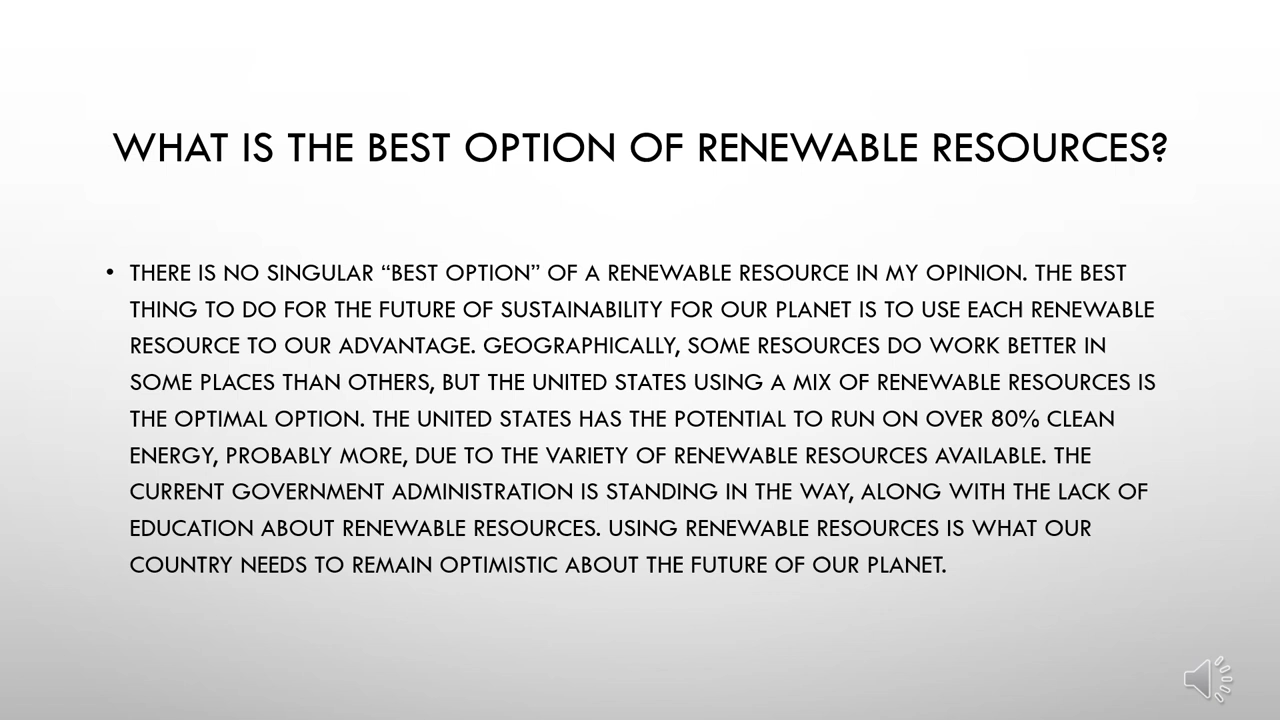 WHAT IS THE BEST OPTION OF RENEWABLE RESOURCES?
• THERE IS NO SINGULAR “BEST OPTION” OF A RENEWABLE RESOURCE IN MY OPINION. THE BEST
THING TO DO FOR THE FUTURE OF SUSTAINABILITY FOR OUR PLANET IS TO USE EACH RENEWABLE
RESOURCE TO OUR ADVANTAGE. GEOGRAPHICALLY, SOME RESOURCES DO WORK BETTER IN
SOME PLACES THAN OTHERS, BUT THE UNITED STATES USING A MIX OF RENEWABLE RESOURCES IS
THE OPTIMAL OPTION. THE UNITED STATES HAS THE POTENTIAL TO RUN ON OVER 80% CLEAN
ENERGY, PROBABLY MORE, DUE TO THE VARIETY OF RENEWABLE RESOURCES AVAILABLE. THE
CURRENT GOVERNMENT ADMINISTRATION IS STANDING IN THE WAY, ALONG WITH THE LACK OF
EDUCATION ABOUT RENEWABLE RESOURCES. USING RENEWABLE RESOURCES IS WHAT OUR
COUNTRY NEEDS TO REMAIN OPTIMISTIC ABOUT THE FUTURE OF OUR PLANET.